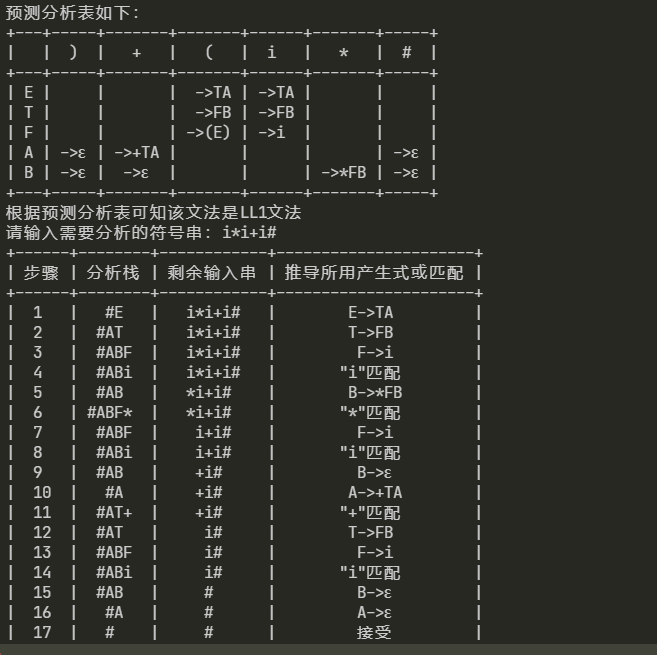 预测分析表如下：
+---+-----+-------+-------+------+-------+-----+
|   |  )  |   +   |   (   |  i   |   *   |  #  |
+---+-----+-------+-------+------+-------+-----+
| E |     |       |  ->TA | ->TA |       |     |
| T |     |       |  ->FB | ->FB |       |     |
| F |     |       | ->(E) | ->i  |       |     |
| A | ->ε | ->+TA |       |      |       | ->ε |
| B | ->ε |  ->ε  |       |      | ->*FB | ->ε |
+---+-----+-------+-------+------+-------+-----+
根据预测分析表可知该文法是LL1文法
请输入需要分析的符号串：i*i+i#
+------+--------+------------+----------------------+
| 步骤 | 分析栈 | 剩余输入串 | 推导所用产生式或匹配 |
+------+--------+------------+----------------------+
|  1   |   #E   |   i*i+i#   |        E->TA         |
|  2   |  #AT   |   i*i+i#   |        T->FB         |
|  3   |  #ABF  |   i*i+i#   |         F->i         |
|  4   |  #ABi  |   i*i+i#   |       "i"匹配        |
|  5   |  #AB   |   *i+i#    |        B->*FB        |
|  6   | #ABF*  |   *i+i#    |       "*"匹配        |
|  7   |  #ABF  |    i+i#    |         F->i         |
|  8   |  #ABi  |    i+i#    |       "i"匹配        |
|  9   |  #AB   |    +i#     |         B->ε         |
|  10  |   #A   |    +i#     |        A->+TA        |
|  11  |  #AT+  |    +i#     |       "+"匹配        |
|  12  |  #AT   |     i#     |        T->FB         |
|  13  |  #ABF  |     i#     |         F->i         |
|  14  |  #ABi  |     i#     |       "i"匹配        |
|  15  |  #AB   |     #      |         B->ε         |
|  16  |   #A   |     #      |         A->ε         |
|  17  |   #    |     #      |         接受         |